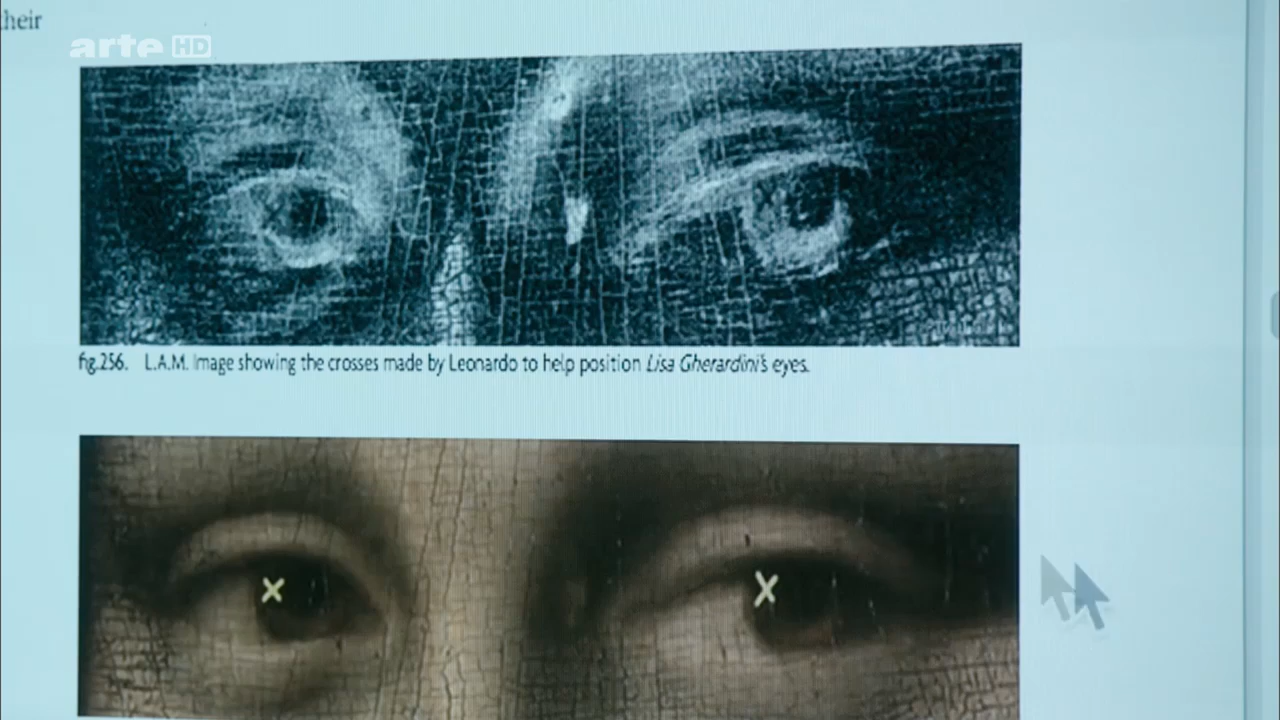 their
arte HD
fig.256. L.A.M. Image showing the crosses made by Leonardo to help position Lisa Gherardini's eyes.
x x